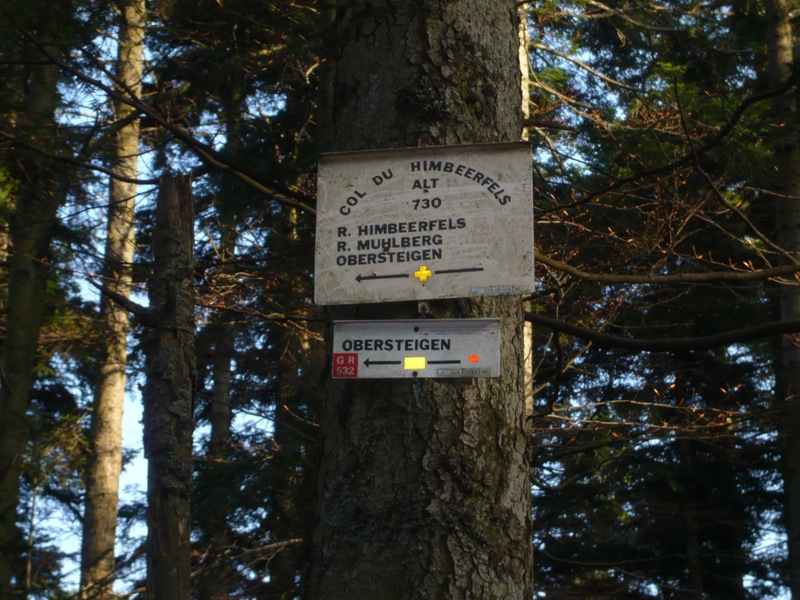 COL DU HIMBEERFELS
ALT
730
R. HIMBEERFELS
R. MUHLBERG
OBERSTEIGEN
OBERSTEIGEN
GR
532